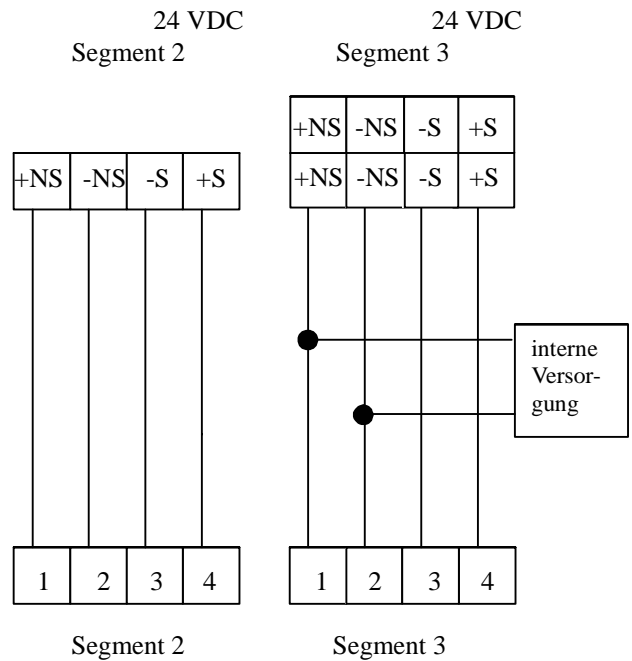 24 VDC 24 VDC
Segment 2 Segment 3
+NS -NS -S +S
+NS -NS -S +S +NS -NS -S +S
interne
Versor-
gung
1 2 3 4 1 2 3 4
Segment 2 Segment 3